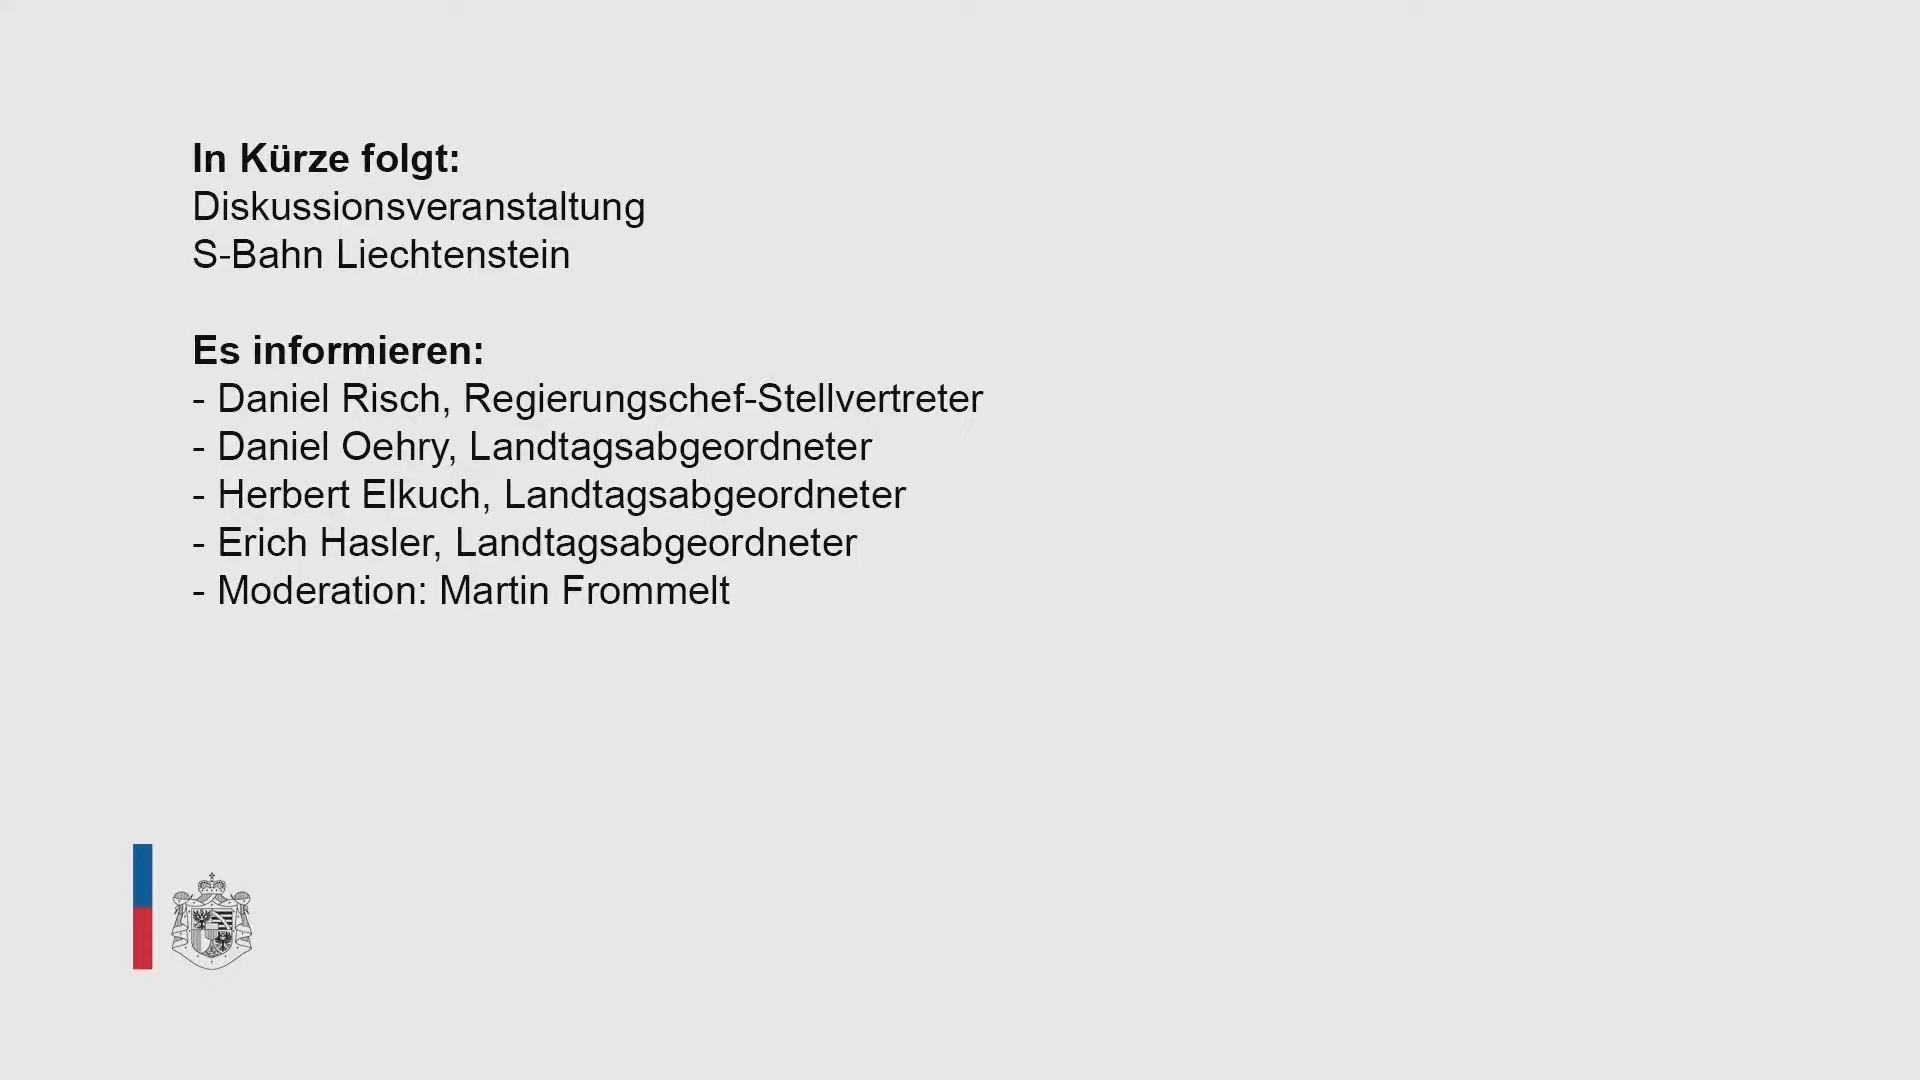 In Kürze folgt:
Diskussionsveranstaltung
S-Bahn Liechtenstein
Es informieren:
- Daniel Risch, Regierungschef-Stellvertreter
- Daniel Oehry, Landtagsabgeordneter
- Herbert Elkuch, Landtagsabgeordneter
- Erich Hasler, Landtagsabgeordneter
- Moderation: Martin Frommelt